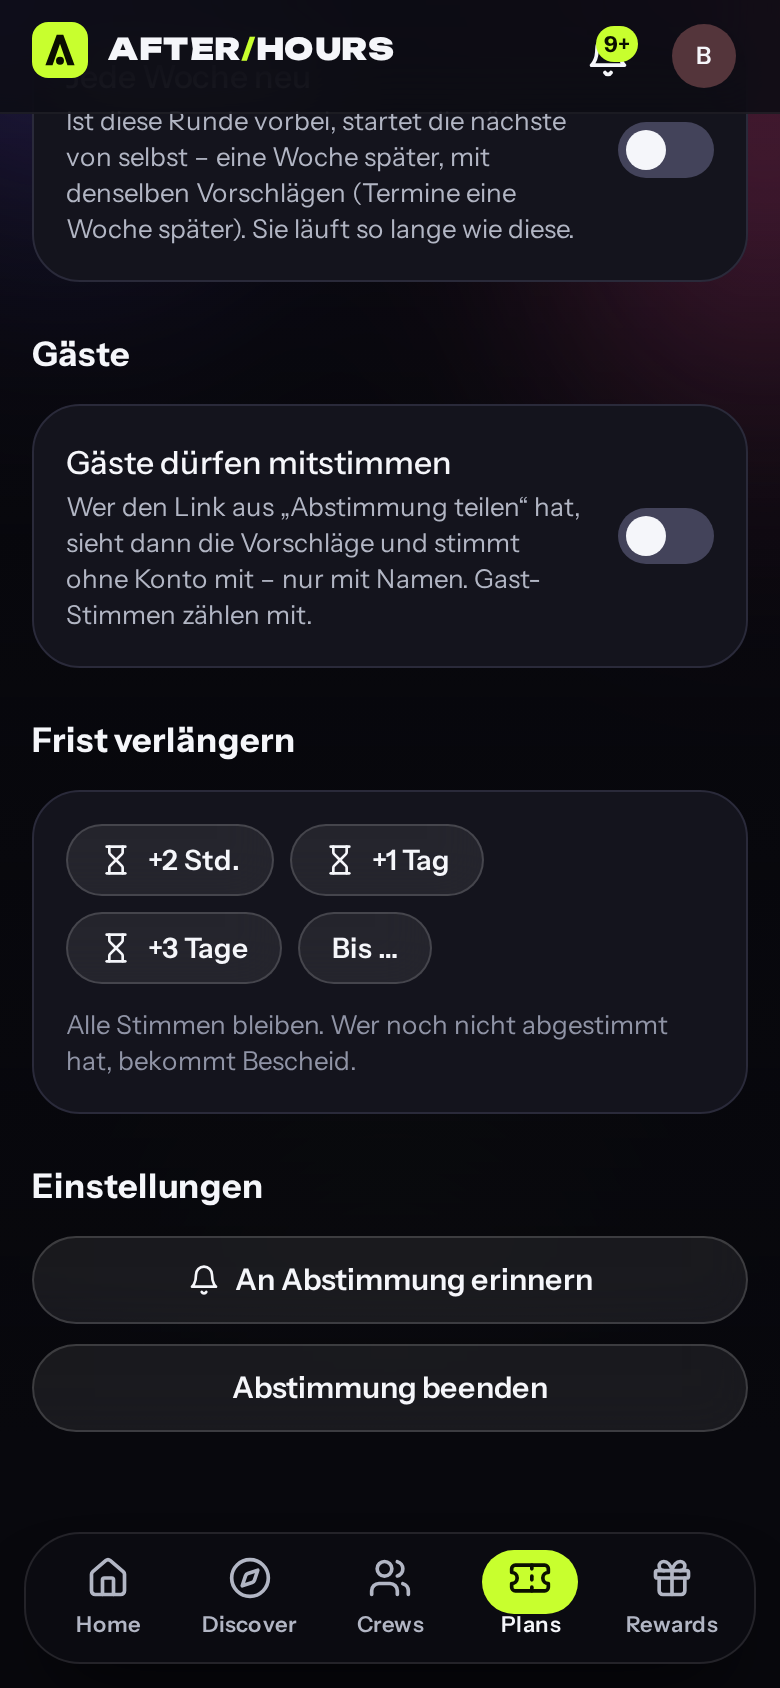 AFTER/HOURS
9+
B
Jede Woche neu
Ist diese Runde vorbei, startet die nächste
von selbst – eine Woche später, mit
denselben Vorschlägen (Termine eine
Woche später). Sie läuft so lange wie diese.
Gäste
Gäste dürfen mitstimmen
Wer den Link aus „Abstimmung teilen“ hat,
sieht dann die Vorschläge und stimmt
ohne Konto mit – nur mit Namen. Gast-
Stimmen zählen mit.
Frist verlängern
+2 Std.
+1 Tag
+3 Tage
Bis ...
Alle Stimmen bleiben. Wer noch nicht abgestimmt
hat, bekommt Bescheid.
Einstellungen
An Abstimmung erinnern
Abstimmung beenden
Home
Discover
Crews
Plans
Rewards